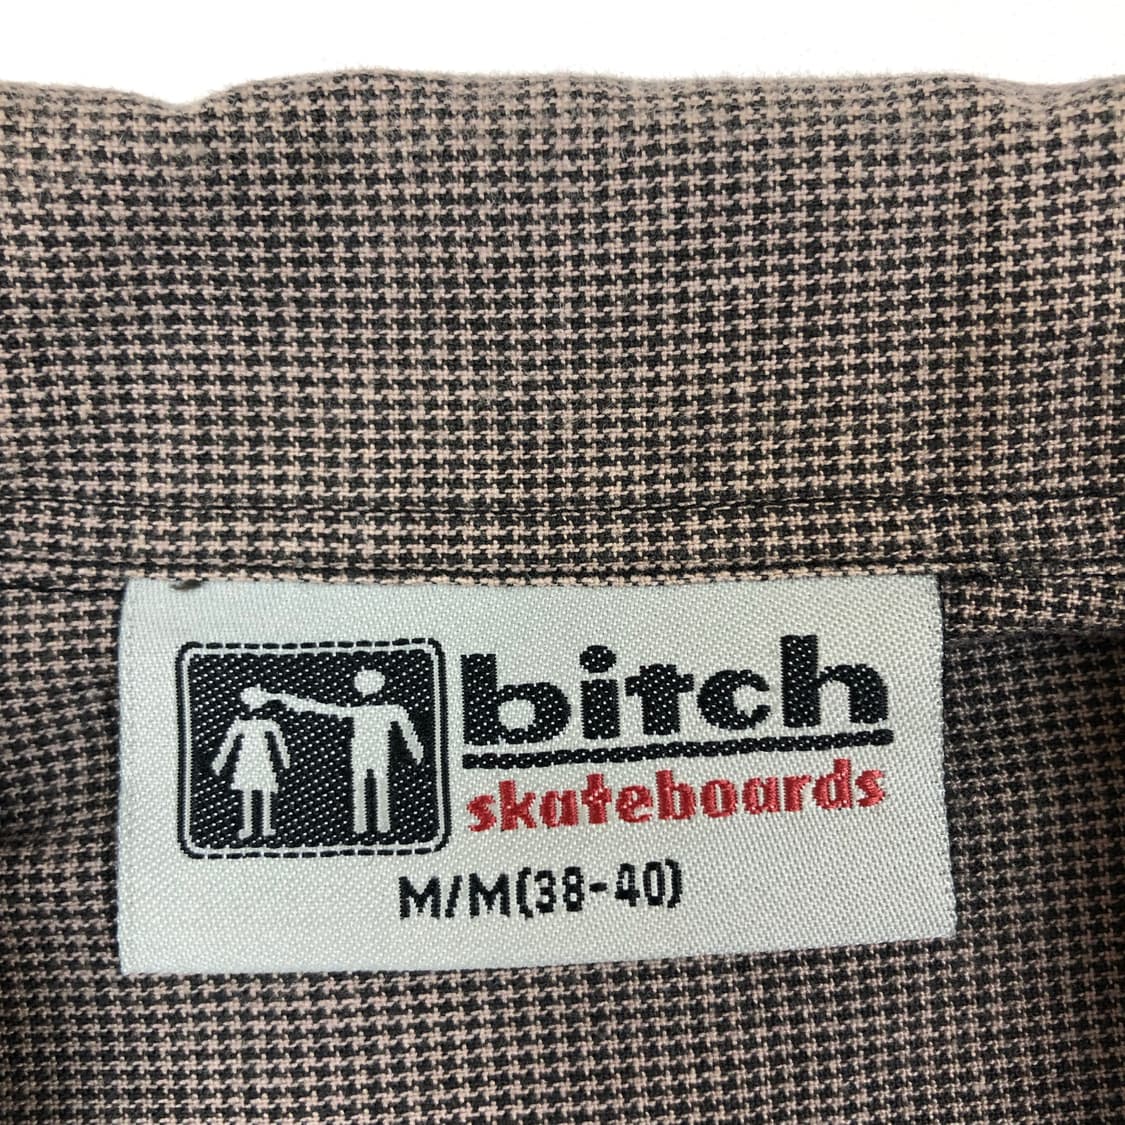 bitch
skateboards
M/M(38-40)